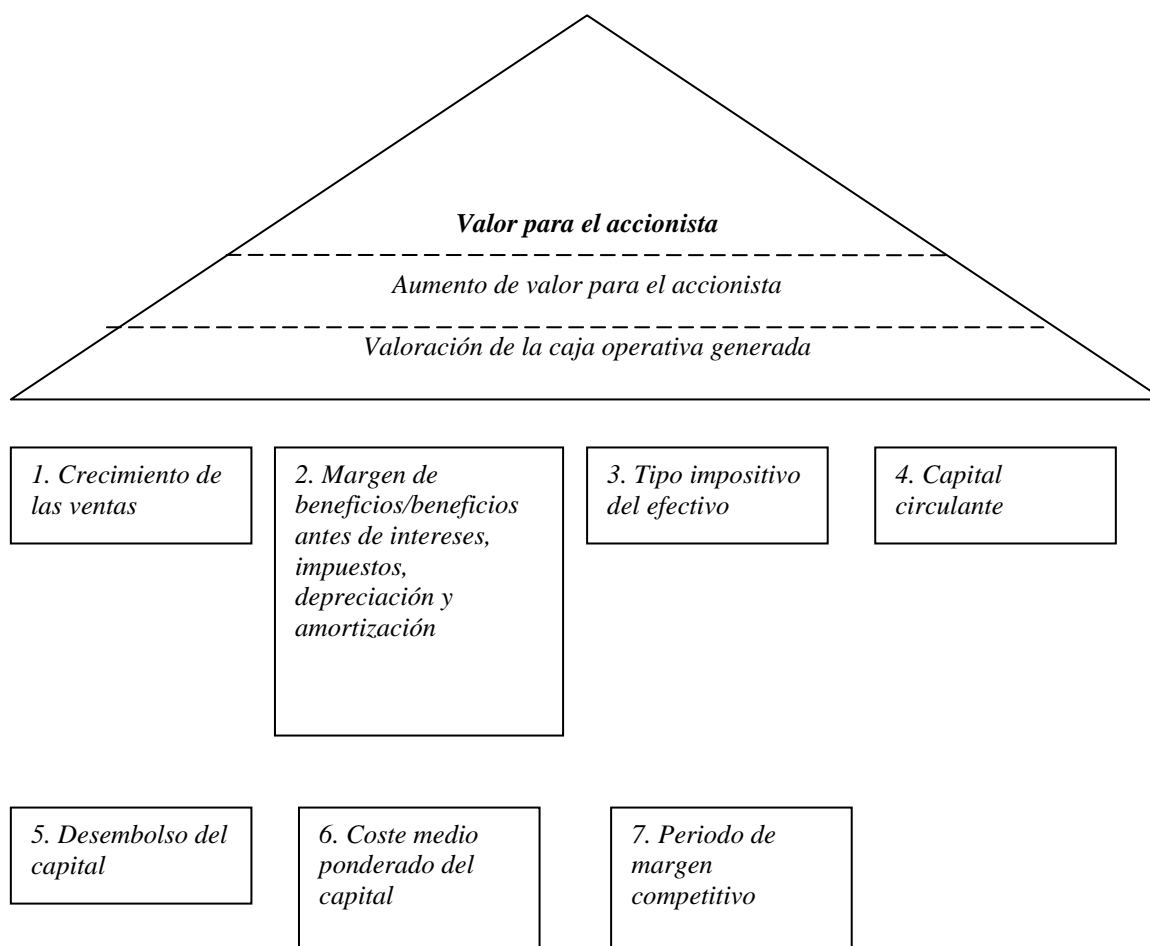 Valor para el accionista
Aumento de valor para el accionista
Valoración de la caja operativa generada
1. Crecimiento de
las ventas
2. Margen de
beneficios/beneficios
antes de intereses,
impuestos,
depreciación y
amortización
3. Tipo impositivo
del efectivo
4. Capital
circulante
5. Desembolso del
capital
6. Coste medio
ponderado del
capital
7. Periodo de
margen
competitivo